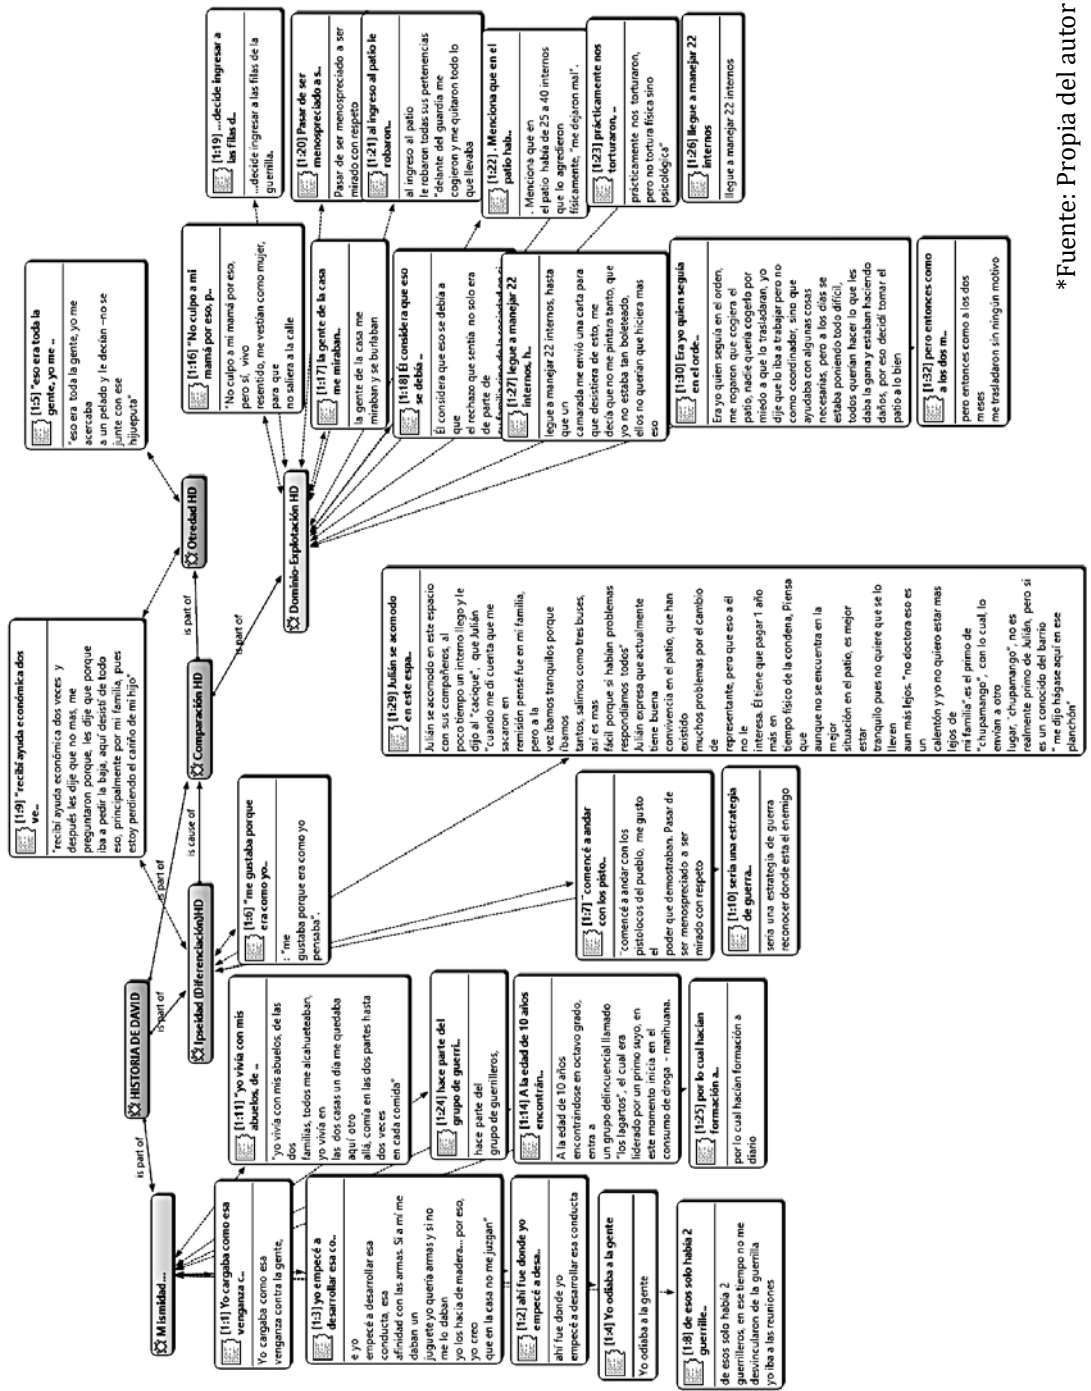 HISTORIA DE DAVID
is part of
is part of
is part of
Mismidad ...
Ipseidad (Diferenciación)HD
is cause of
Comparación HD
is part of
is part of
Otredad HD
Dominio-Explotación HD
[1:1] Yo cargaba como esa
venganza c..
Yo cargaba como esa
venganza contra la gente,
[1:3] yo empecé a
desarrollar esa co..
e yo
empecé a desarrollar esa
conducta, esa
afinidad con las armas. Si a mí me
daban un
juguete yo quería armas y si no
me lo daban
yo los hacia de madera... por eso,
yo creo
que en la casa no me juzgan"
[1:2] ahí fue donde yo
empecé a desa..
ahí fue donde yo
empecé a desarrollar esa conducta
[1:4] Yo odiaba a la gente
Yo odiaba a la gente
[1:8] de esos solo había 2
guerrille..
de esos solo había 2
guerrilleros, en ese tiempo no me
desvincularon de la guerrilla
yo iba a las reuniones
[1:11] "yo vivía con mis
abuelos, de ..
"yo vivía con mis abuelos, de las
dos
familias, todos me alcahueteaban,
yo vivía en
las dos casas un día me quedaba
aquí otro
allá, comía en las dos partes hasta
dos veces
en cada comida"
[1:24] hace parte del
grupo de guerri..
hace parte del
grupo de guerrilleros,
[1:14] A la edad de 10 años
encontrán..
A la edad de 10 años
encontrándose en octavo grado,
entra a
un grupo delincuencial llamado
"los lagartos", el cual era
liderado por un primo suyo, en
este momento inicia en el
consumo de droga - marihuana.
[1:25] por lo cual hacían
formación a..
por lo cual hacían formación a
diario
[1:9] "recibí ayuda económica dos
ve..
"recibí ayuda económica dos veces y
después les dije que no mas, me
preguntaron porque, les dije que porque
iba a pedir la baja, aquí desistí de todo
eso, principalmente por mi familia, pues
estoy perdiendo el cariño de mi hijo"
[1:6] "me gustaba porque
era como yo..
: "me
gustaba porque era como yo
pensaba".
[1:7] ¨comencé a andar
con los pisto..
¨comencé a andar con los
pistolocos del pueblo, me gusto
el
poder que demostraban. Pasar de
ser menospreciado a ser
mirado con respeto
[1:10] seria una estrategia
de guerra..
seria una estrategia de guerra
reconocer donde esta el enemigo
[1:29] Julián se acomodo
en este espa..
Julián se acomodo en este espacio
con sus compañeros, al
poco tiempo un interno llego y le
dijo al "cacique", que Julián
"cuando me di cuenta que me
sacaron en
remisión pensé fue en mi familia,
pero a la
vez íbamos tranquilos porque
íbamos
tantos, salimos como tres buses,
así es mas
fácil porque si habían problemas
respondíamos todos"
Julián expresa que actualmente
tiene buena
convivencia en el patio, que han
existido
muchos problemas por el cambio
de
representante, pero que eso a él
no le
interesa. Él tiene que pagar 1 año
más en
tiempo físico de la condena, Piensa
que
aunque no se encuentra en la
mejor
situación en el patio, es mejor
estar
tranquilo pues no quiere que se lo
lleven
aun más lejos. "no doctora eso es
un
calentón y yo no quiero estar mas
lejos de
mi familia".es el primo de
"chupamango", con lo cual, lo
envían a otro
lugar, ¨chupamango", no es
realmente primo de Julián, pero si
es un conocido del barrio
" me dijo hágase aquí en ese
planchón"
[1:5] "eso era toda la
gente, yo me ..
"eso era toda la gente, yo me
acercaba
a un pelado y le decían –no se
junte con ese
hijueputa"
[1:16] "No culpo a mi
mamá por eso, p..
"No culpo a mi mamá por eso,
pero sí, vivo
resentido, me vestían como mujer,
para que
no saliera a la calle
[1:17] la gente de la casa
me miraban..
la gente de la casa me
miraban y se burlaban
[1:18] Él considera que eso
se debía ..
Él considera que eso se debía a
que
el rechazo que sentía no solo era
de parte de
[1:27] legue a manejar 22
internos, h..
legue a manejar 22 internos, hasta
que un
camarada me envió una carta para
que desistiera de esto, me
decía que no me pintara tanto, que
yo no estaba tan boleteado,
ellos no querían que hiciera mas
eso
[1:30] Era yo quien seguía
en el orde..
Era yo quien seguía en el orden,
me rogaron que cogiera el
patio, nadie quería cogerlo por
miedo a que lo trasladaran, yo
dije que lo iba a trabajar pero no
como coordinador, sino que
ayudaba con algunas cosas
necesarias, pero a los días se
estaba poniendo todo difícil,
todos querían hacer lo que les
daba la gana y estaban haciendo
daños, por eso decidí tomar el
patio a lo bien
[1:32] pero entonces como
a los dos m..
pero entonces como a los dos
meses
me trasladaron sin ningún motivo
[1:19] ...decide ingresar a
las filas d..
...decide ingresar a las filas de la
guerrilla.
[1:20] Pasar de ser
menospreciado a s..
Pasar de ser menospreciado a ser
mirado con respeto
[1:21] al ingreso al patio le
robaron..
al ingreso al patio
le robaron todas sus pertenencias
"delante del guardia me
cogieron y me quitaron todo lo
que llevaba
[1:22] . Menciona que en el
patio hab..
. Menciona que en
el patio había de 25 a 40 internos
que lo agredieron
físicamente, "me dejaron mal".
[1:23] prácticamente nos
torturaron, ..
prácticamente nos torturaron,
pero no tortura física sino
psicológica"
[1:26] llegue a manejar 22
internos
llegue a manejar 22 internos
*Fuente: Propia del autor